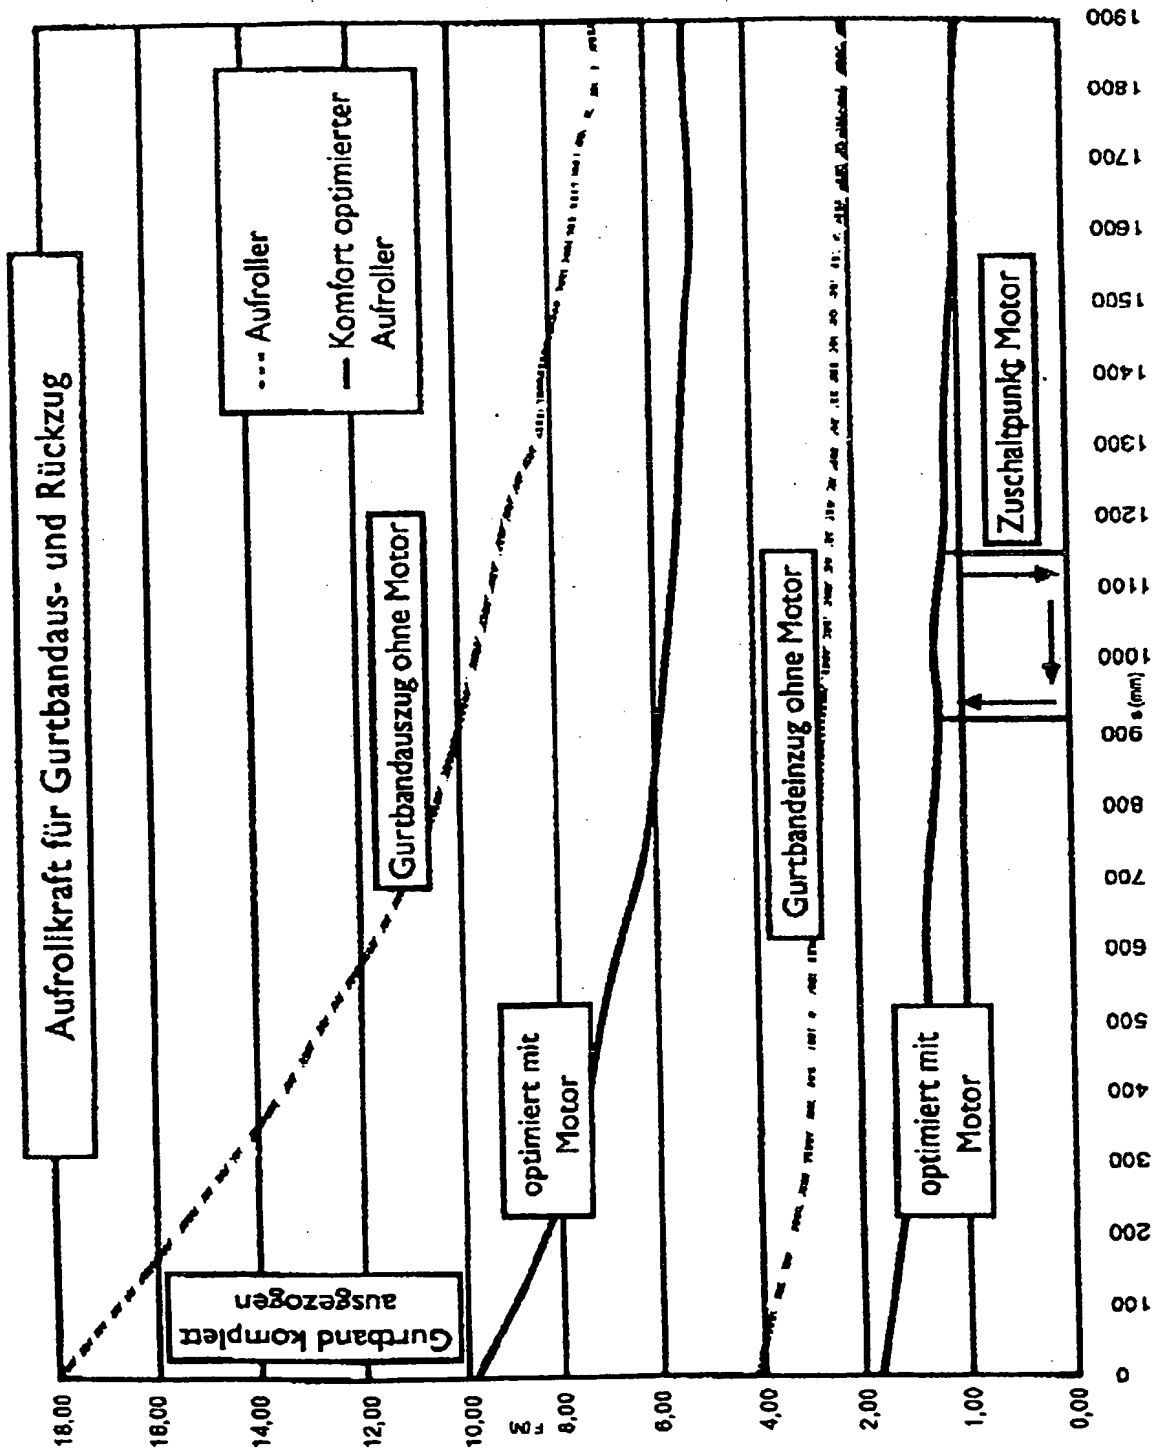 Aufrollkraft für Gurtbandaus- und Rückzug
--- Aufroller
— Komfort optimierter
Aufroller
Gurtband komplett
ausgezogen
Gurtbandauszug ohne Motor
optimiert mit
Motor
Gurtbandeinzug ohne Motor
optimiert mit
Motor
Zuschaltpunkt Motor
18,00
16,00
14,00
12,00
10,00
8,00
6,00
4,00
2,00
1,00
0,00
0
100
200
300
400
500
600
700
800
900
s (mm)
1000
1100
1200
1300
1400
1500
1600
1700
1800
1900